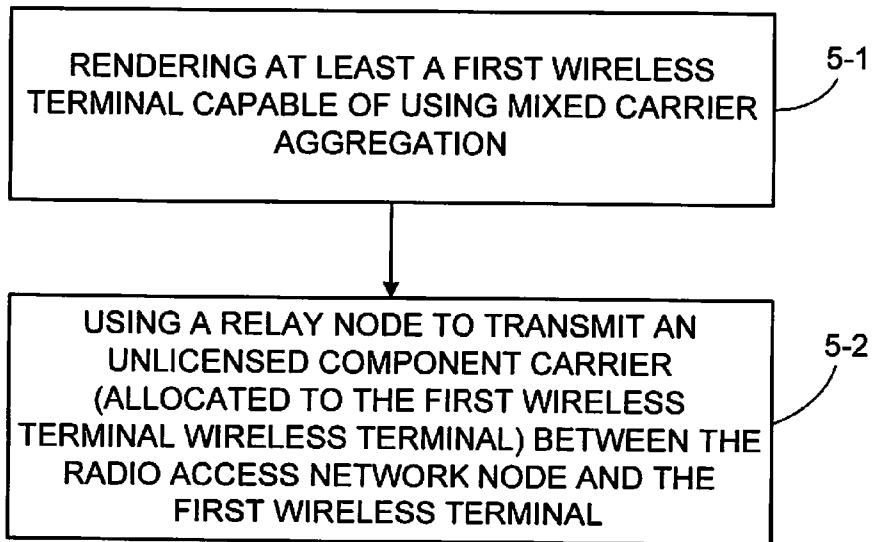 RENDERING AT LEAST A FIRST WIRELESS
TERMINAL CAPABLE OF USING MIXED CARRIER
AGGREGATION
5-1
USING A RELAY NODE TO TRANSMIT AN
UNLICENSED COMPONENT CARRIER
(ALLOCATED TO THE FIRST WIRELESS
TERMINAL WIRELESS TERMINAL) BETWEEN THE
RADIO ACCESS NETWORK NODE AND THE
FIRST WIRELESS TERMINAL
5-2